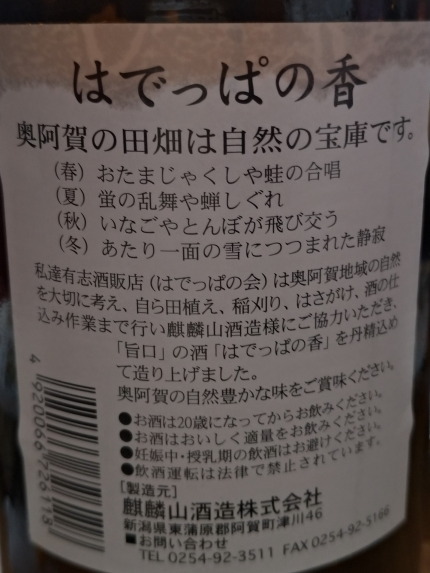 はでっぱの香
奥阿賀の田畑は自然の宝庫です。
（春）おたまじゃくしや蛙の合唱
（夏）蛍の乱舞や蝉しぐれ
（秋）いなごやとんぼが飛び交う
（冬）あたり一面の雪につつまれた静寂
私達有志酒販店（はでっぱの会）は奥阿賀地域の自然
を大切に考え、自ら田植え、稲刈り、はさがけ、酒の仕
込み作業まで行い麒麟山酒造様にご協力いただき、
「旨口」の酒「はでっぱの香」を丹精込め
て造り上げました。
奥阿賀の自然豊かな味をご賞味ください。
●お酒は20歳になってからお飲みください。
●お酒はおいしく適量をお飲みください。
●妊娠中・授乳期の飲酒はお避けください。
●飲酒運転は法律で禁止されています。
［製造元］
麒麟山酒造株式会社
新潟県東蒲原郡阿賀町津川46
■お問い合わせ
TEL 0254-92-3511 FAX 0254-92-5166
4 920066 726118